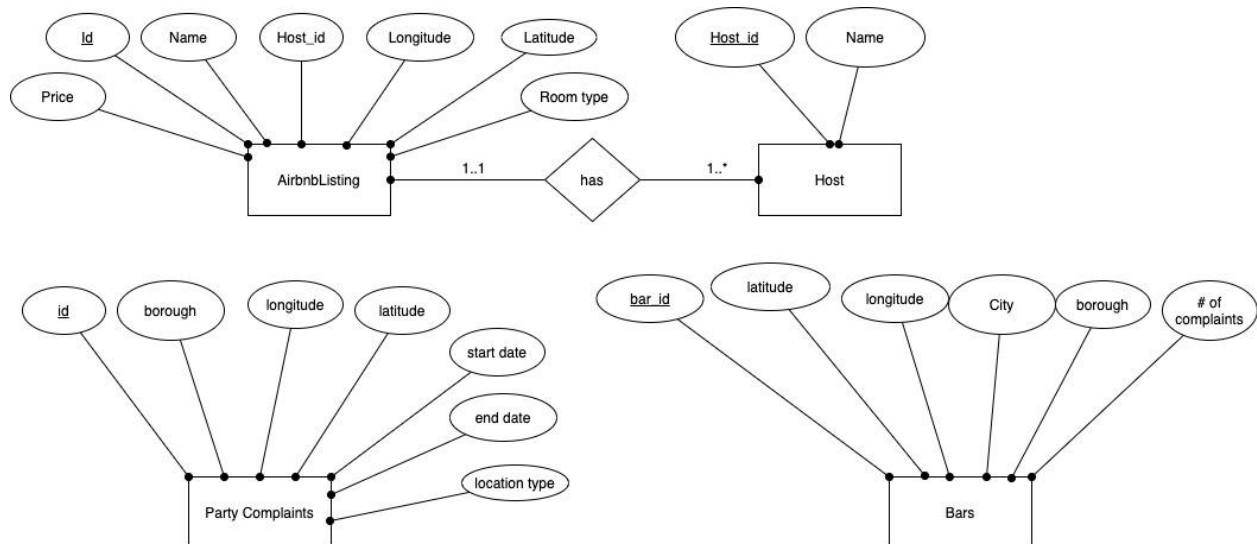 Id
Name
Host_id
Longitude
Latitude
Host_id
Name
Price
Room type
AirbnbListing
1..1
has
1..*
Host
id
borough
longitude
latitude
start date
end date
location type
Party Complaints
bar_id
latitude
longitude
City
borough
# of
complaints
Bars